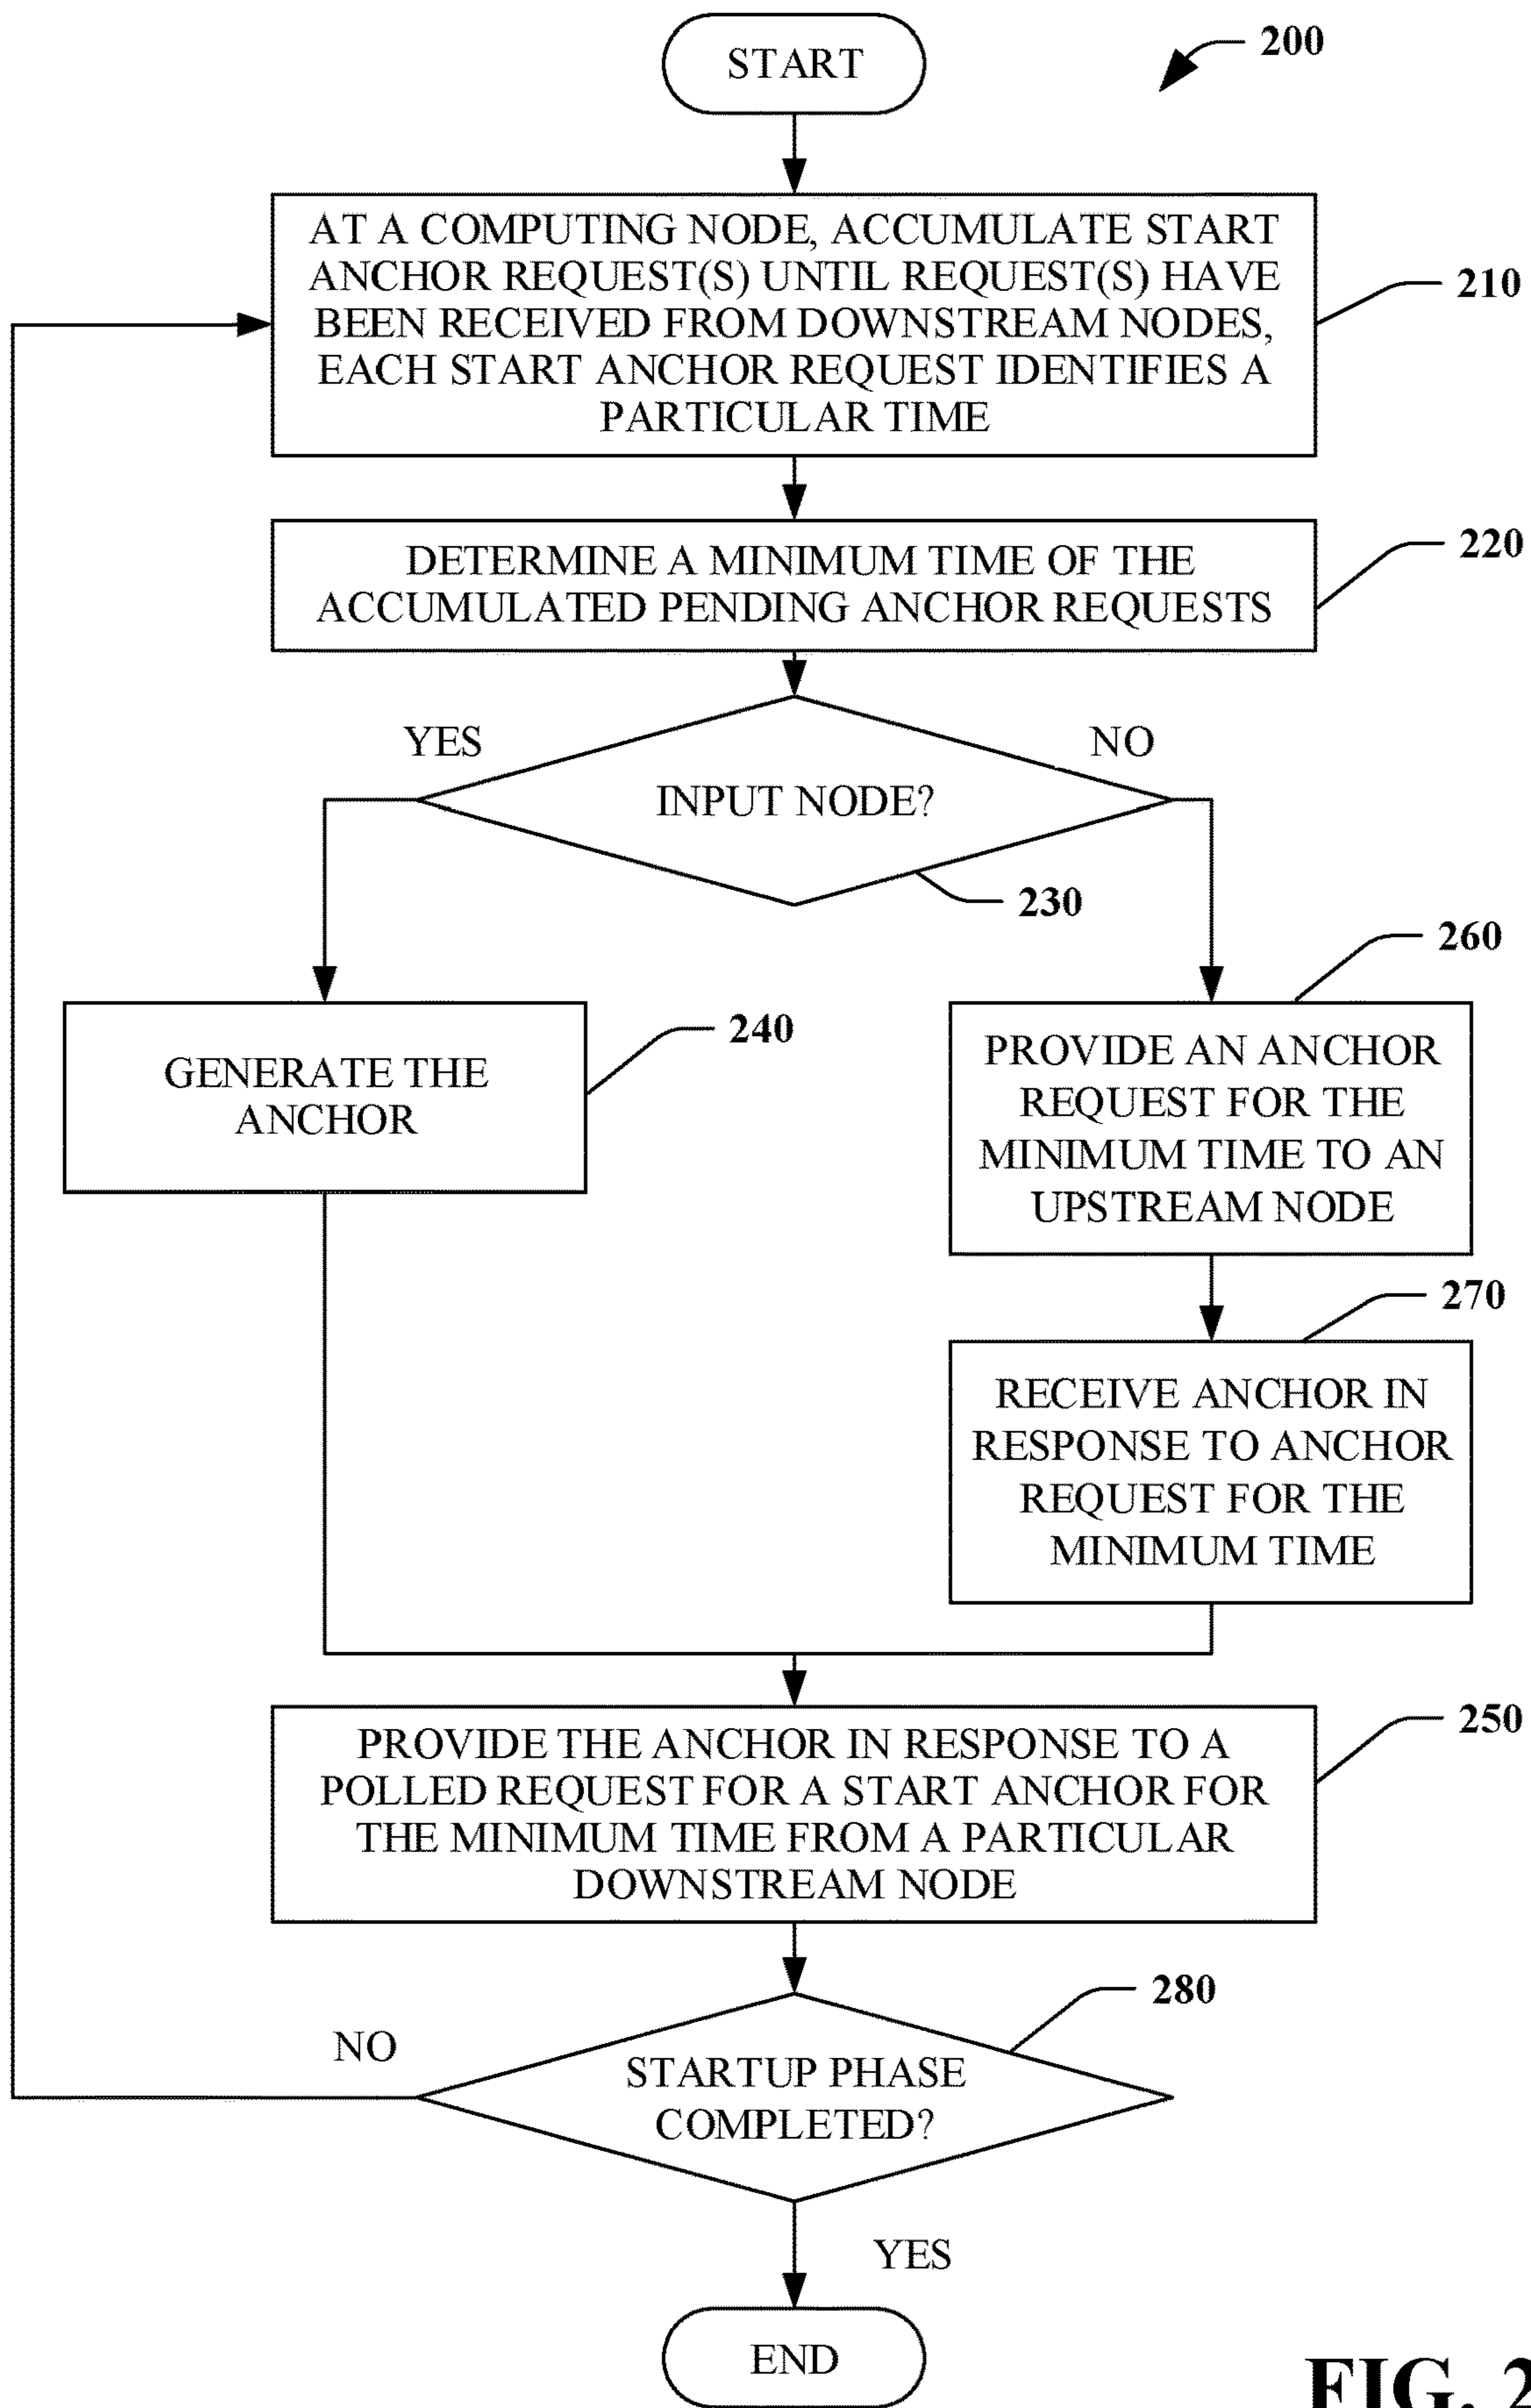 START
200
AT A COMPUTING NODE, ACCUMULATE START
ANCHOR REQUEST(S) UNTIL REQUEST(S) HAVE
BEEN RECEIVED FROM DOWNSTREAM NODES,
EACH START ANCHOR REQUEST IDENTIFIES A
PARTICULAR TIME
210
DETERMINE A MINIMUM TIME OF THE
ACCUMULATED PENDING ANCHOR REQUESTS
220
YES
NO
INPUT NODE?
230
GENERATE THE
ANCHOR
240
260
PROVIDE AN ANCHOR
REQUEST FOR THE
MINIMUM TIME TO AN
UPSTREAM NODE
270
RECEIVE ANCHOR IN
RESPONSE TO ANCHOR
REQUEST FOR THE
MINIMUM TIME
PROVIDE THE ANCHOR IN RESPONSE TO A
POLLED REQUEST FOR A START ANCHOR FOR
THE MINIMUM TIME FROM A PARTICULAR
DOWNSTREAM NODE
250
280
NO
STARTUP PHASE
COMPLETED?
YES
END
FIG. 2